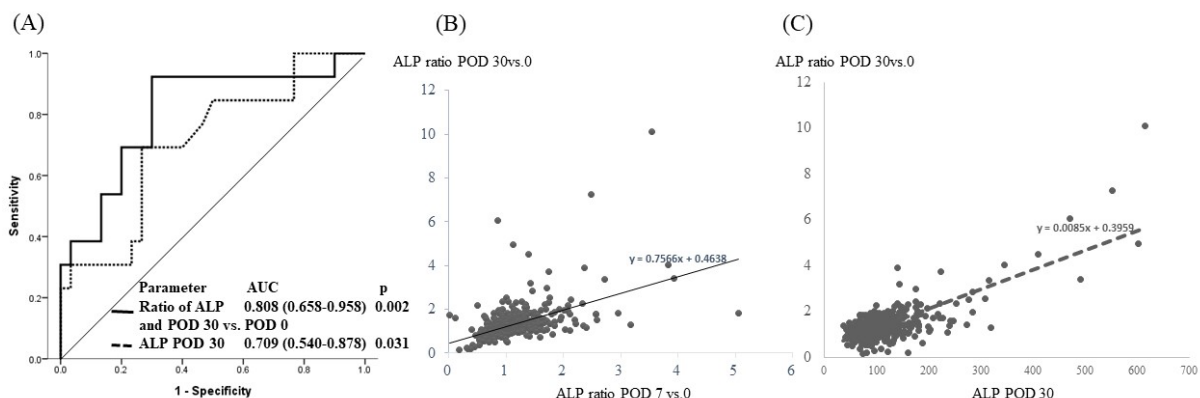 (A)
1.0
0.8
0.6
0.4
0.2
0.0
Sensitivity
Parameter AUC p
Ratio of ALP 0.808 (0.658-0.958) 0.002
and POD 30 vs. POD 0
ALP POD 30 0.709 (0.540-0.878) 0.031
0.0 0.2 0.4 0.6 0.8 1.0
1 - Specificity
(B)
ALP ratio POD 30vs.0
12
10
8
6
4
2
0
y = 0.7566x + 0.4638
0 1 2 3 4 5 6
ALP ratio POD 7 vs.0
(C)
ALP ratio POD 30vs.0
12
10
8
6
4
2
0
y = 0.0085x + 0.3959
0 100 200 300 400 500 600 700
ALP POD 30